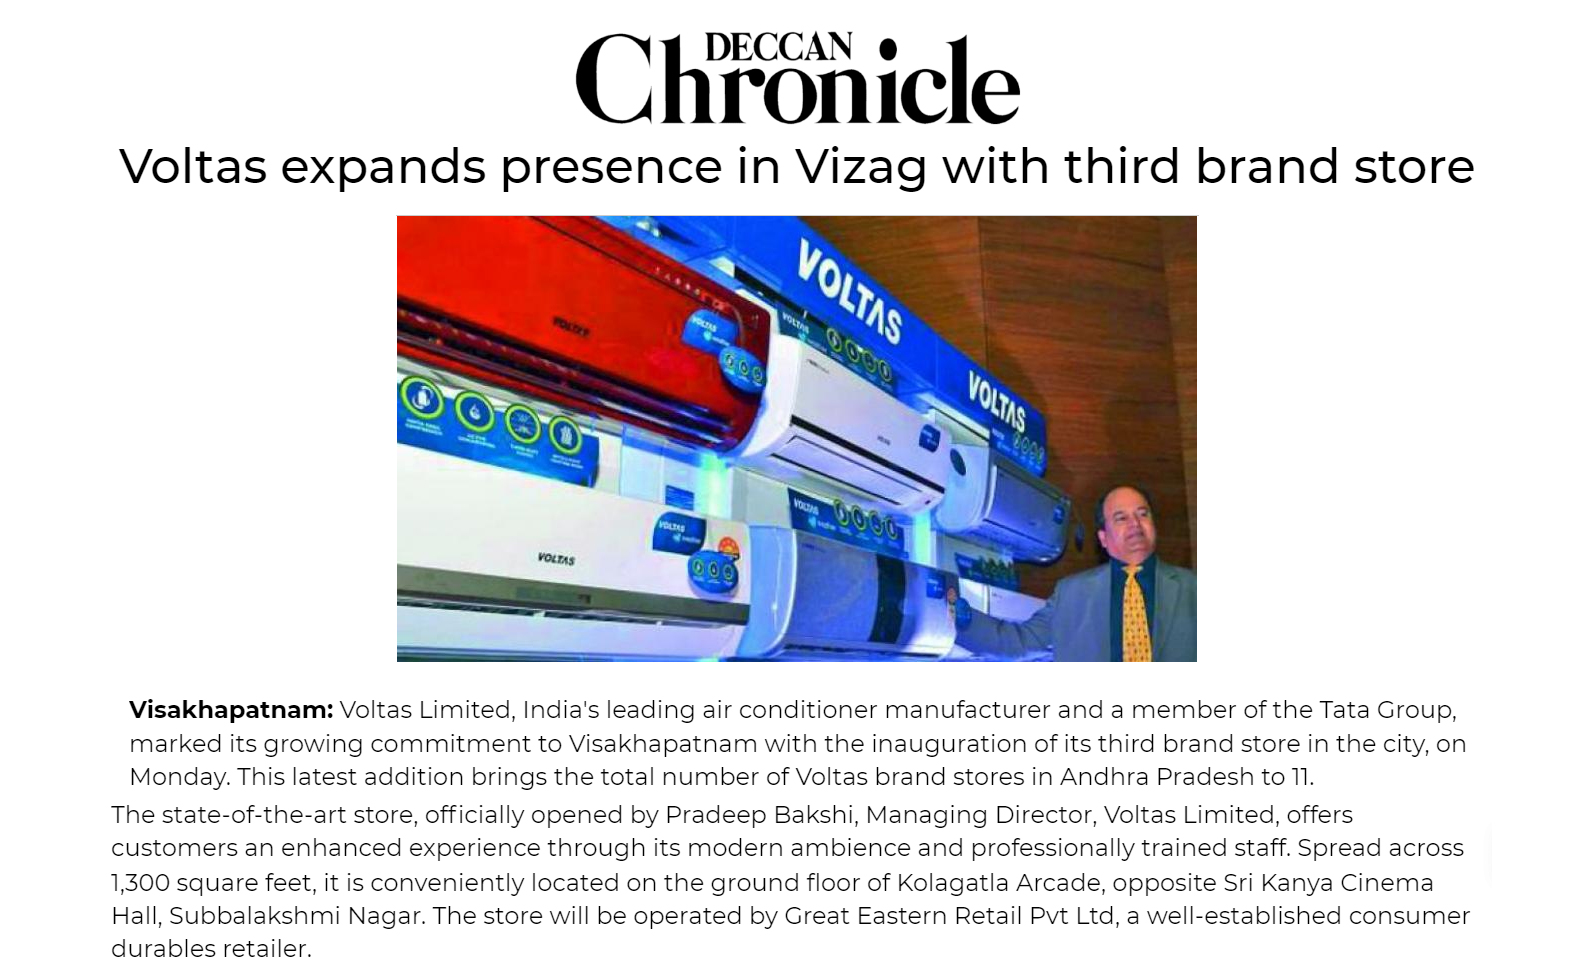 DECCAN
Chronicle
Voltas expands presence in Vizag with third brand store
VOLTAS
VOLTAS
VOLTAS
VOLTAS
VOLTAS
VOLTAS
VOLTAS
VOLTAS
Visakhapatnam: Voltas Limited, India's leading air conditioner manufacturer and a member of the Tata Group,
marked its growing commitment to Visakhapatnam with the inauguration of its third brand store in the city, on
Monday. This latest addition brings the total number of Voltas brand stores in Andhra Pradesh to 11.
The state-of-the-art store, officially opened by Pradeep Bakshi, Managing Director, Voltas Limited, offers
customers an enhanced experience through its modern ambience and professionally trained staff. Spread across
1,300 square feet, it is conveniently located on the ground floor of Kolagatla Arcade, opposite Sri Kanya Cinema
Hall, Subbalakshmi Nagar. The store will be operated by Great Eastern Retail Pvt Ltd, a well-established consumer
durables retailer.